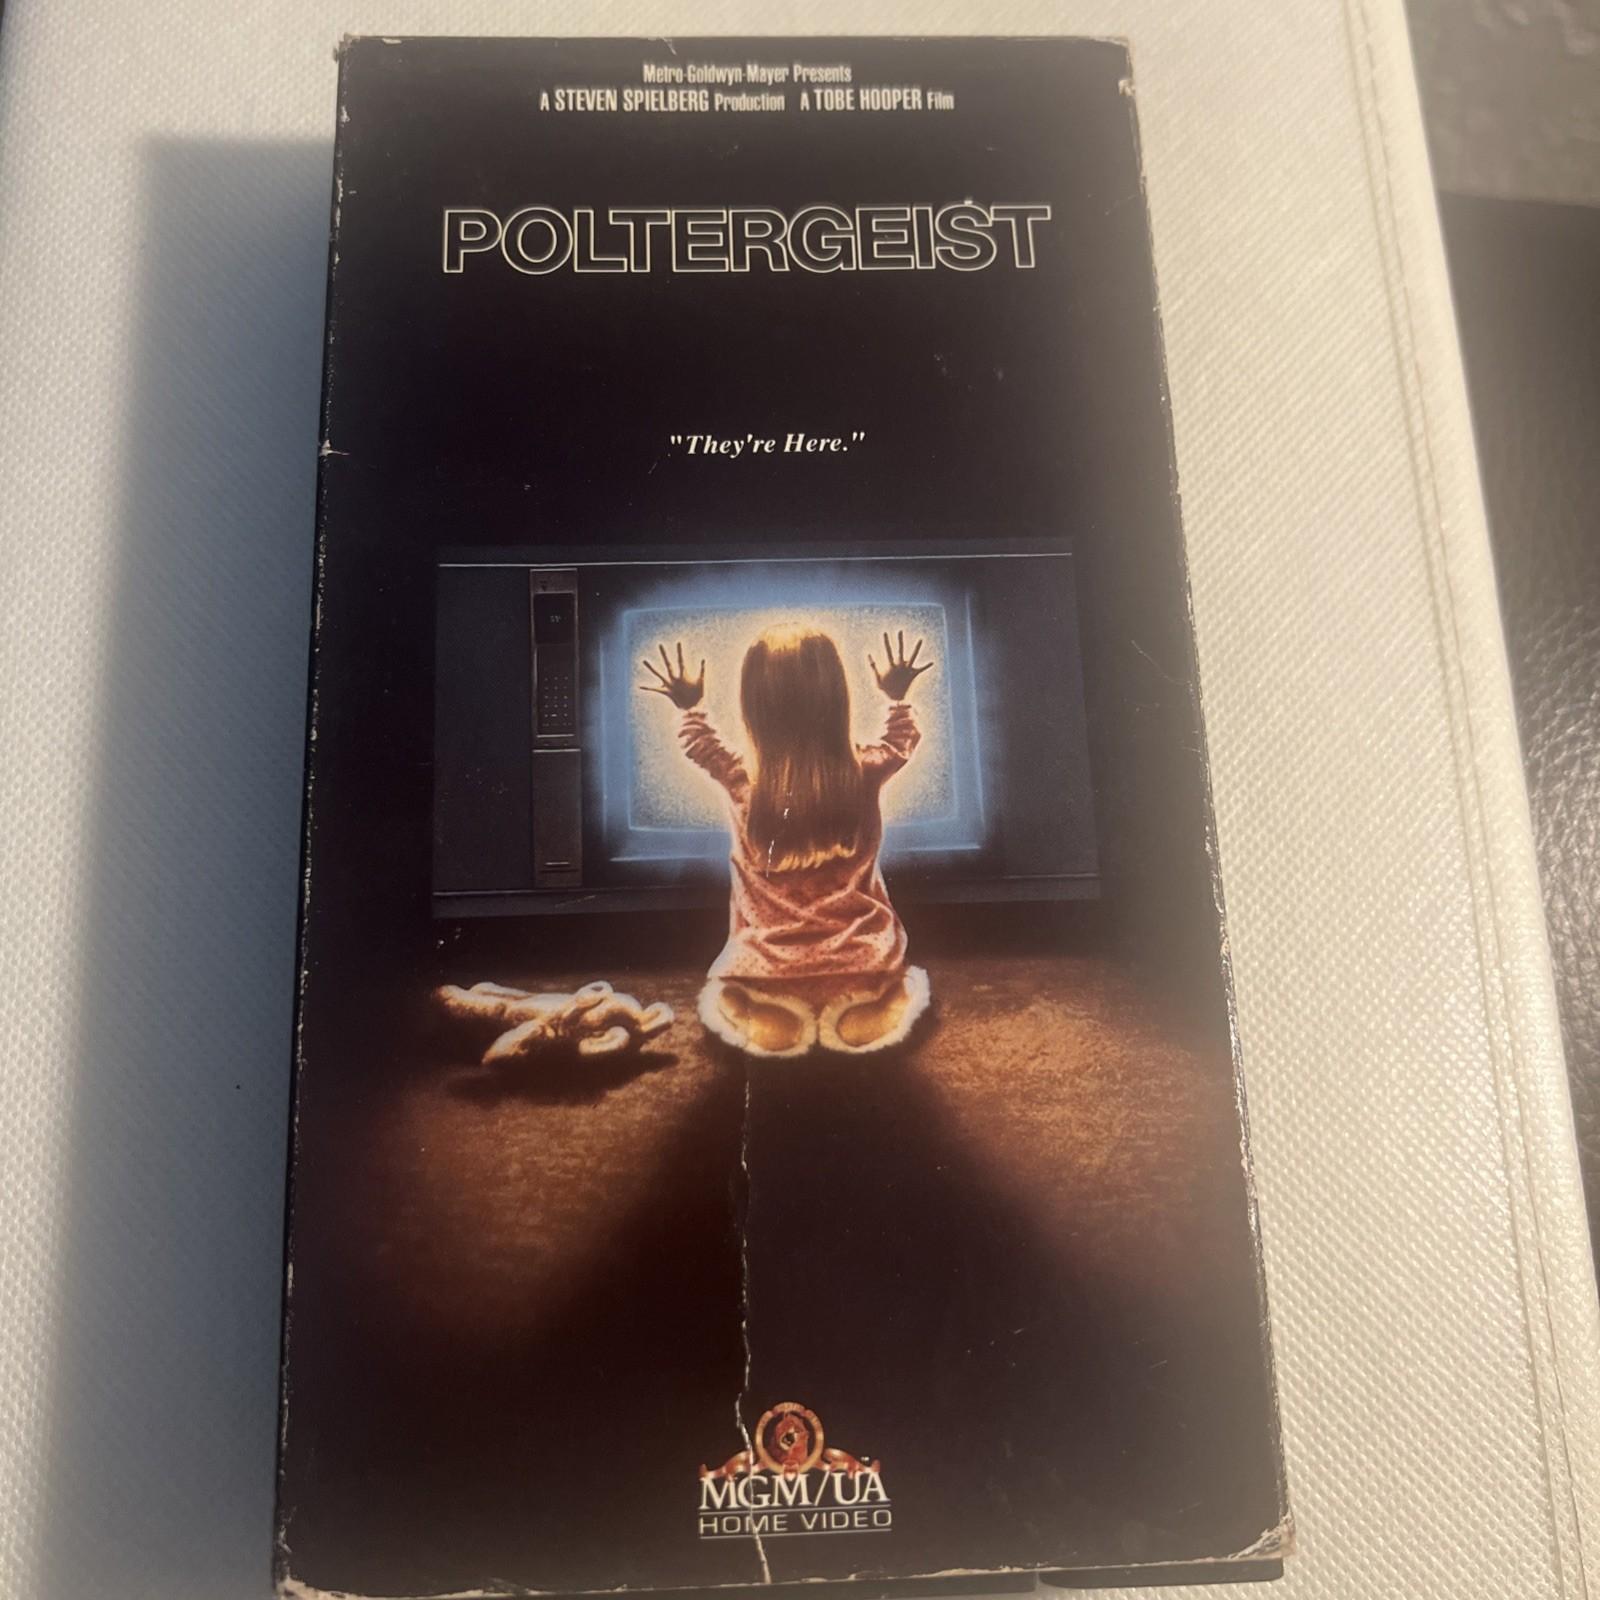 Metro-Goldwyn-Mayer Presents
A STEVEN SPIELBERG Production A TOBE HOOPER Film
POLTERGEIST
"They're Here."
MGM/UA
HOME VIDEO